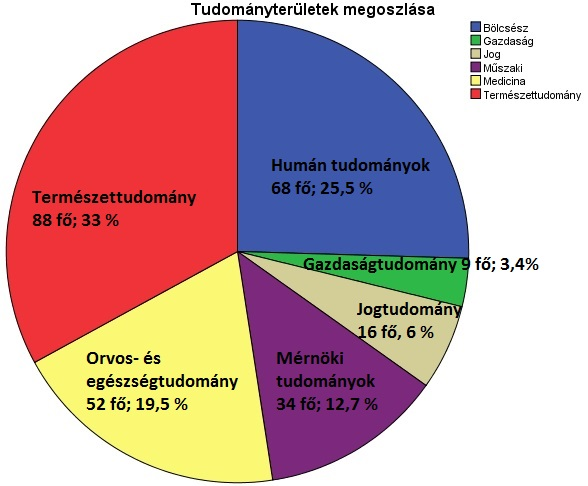 Tudományterületek megoszlása
Bölcsész
Gazdaság
Jog
Műszaki
Medicina
Természettudomány
Humán tudományok
68 fő; 25,5 %
Természettudomány
88 fő; 33 %
Gazdaságtudomány 9 fő; 3,4%
Jogtudomány
16 fő, 6 %
Orvos- és
egészségtudomány
52 fő; 19,5 %
Mérnöki
tudományok
34 fő; 12,7 %